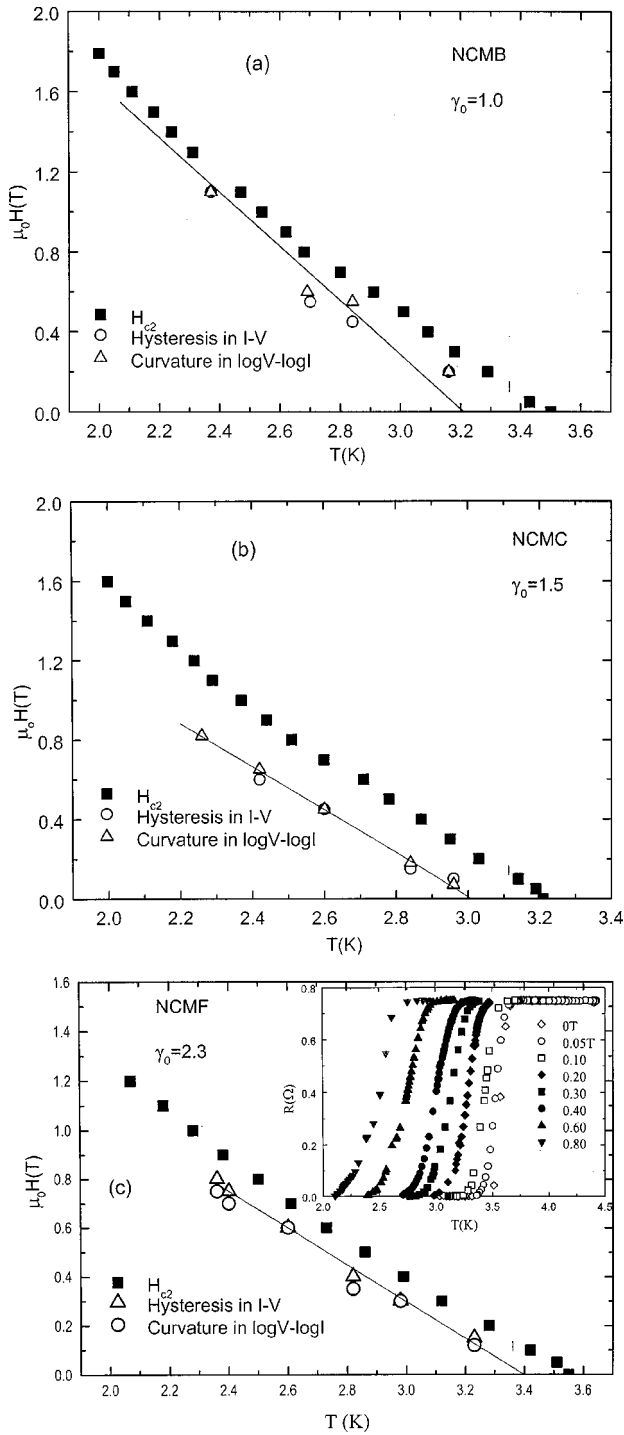 2.0
(a)
NCMB
γ₀=1.0
1.6
1.2
0.8
0.4
0.0
μ₀H(T)
H_c2
Hysteresis in I-V
Curvature in logV-logI
2.0 2.2 2.4 2.6 2.8 3.0 3.2 3.4 3.6
T(K)
2.0
(b)
NCMC
γ₀=1.5
1.6
1.2
0.8
0.4
0.0
μ₀H(T)
H_c2
Hysteresis in I-V
Curvature in logV-logI
2.0 2.2 2.4 2.6 2.8 3.0 3.2 3.4
T(K)
1.6
1.4
1.2
1.0
0.8
0.6
0.4
0.2
0.0
μ₀H(T)
NCMF
γ₀=2.3
(c)
0.8
0.4
0.0
R(Ω)
0T
0.05T
0.10
0.20
0.30
0.40
0.60
0.80
2.0 2.5 3.0 3.5 4.0 4.5
T(K)
H_c2
Hysteresis in I-V
Curvature in logV-logI
2.0 2.2 2.4 2.6 2.8 3.0 3.2 3.4 3.6
T (K)